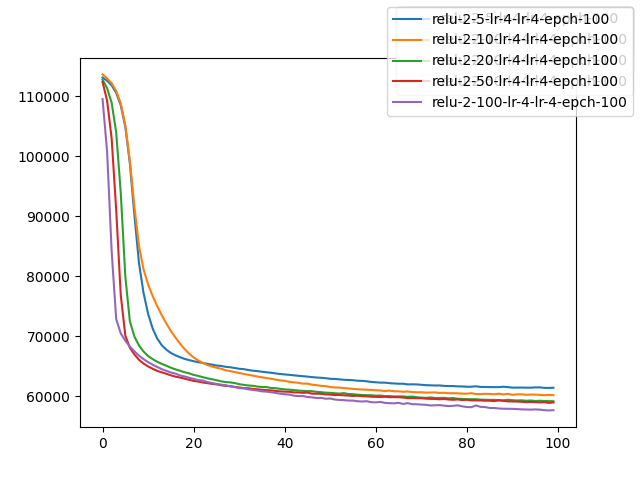 relu-2-5-lr-4-lr-4-epch-100
relu-2-10-lr-4-lr-4-epch-100
relu-2-20-lr-4-lr-4-epch-100
relu-2-50-lr-4-lr-4-epch-100
relu-2-100-lr-4-lr-4-epch-100
110000
100000
90000
80000
70000
60000
0 20 40 60 80 100